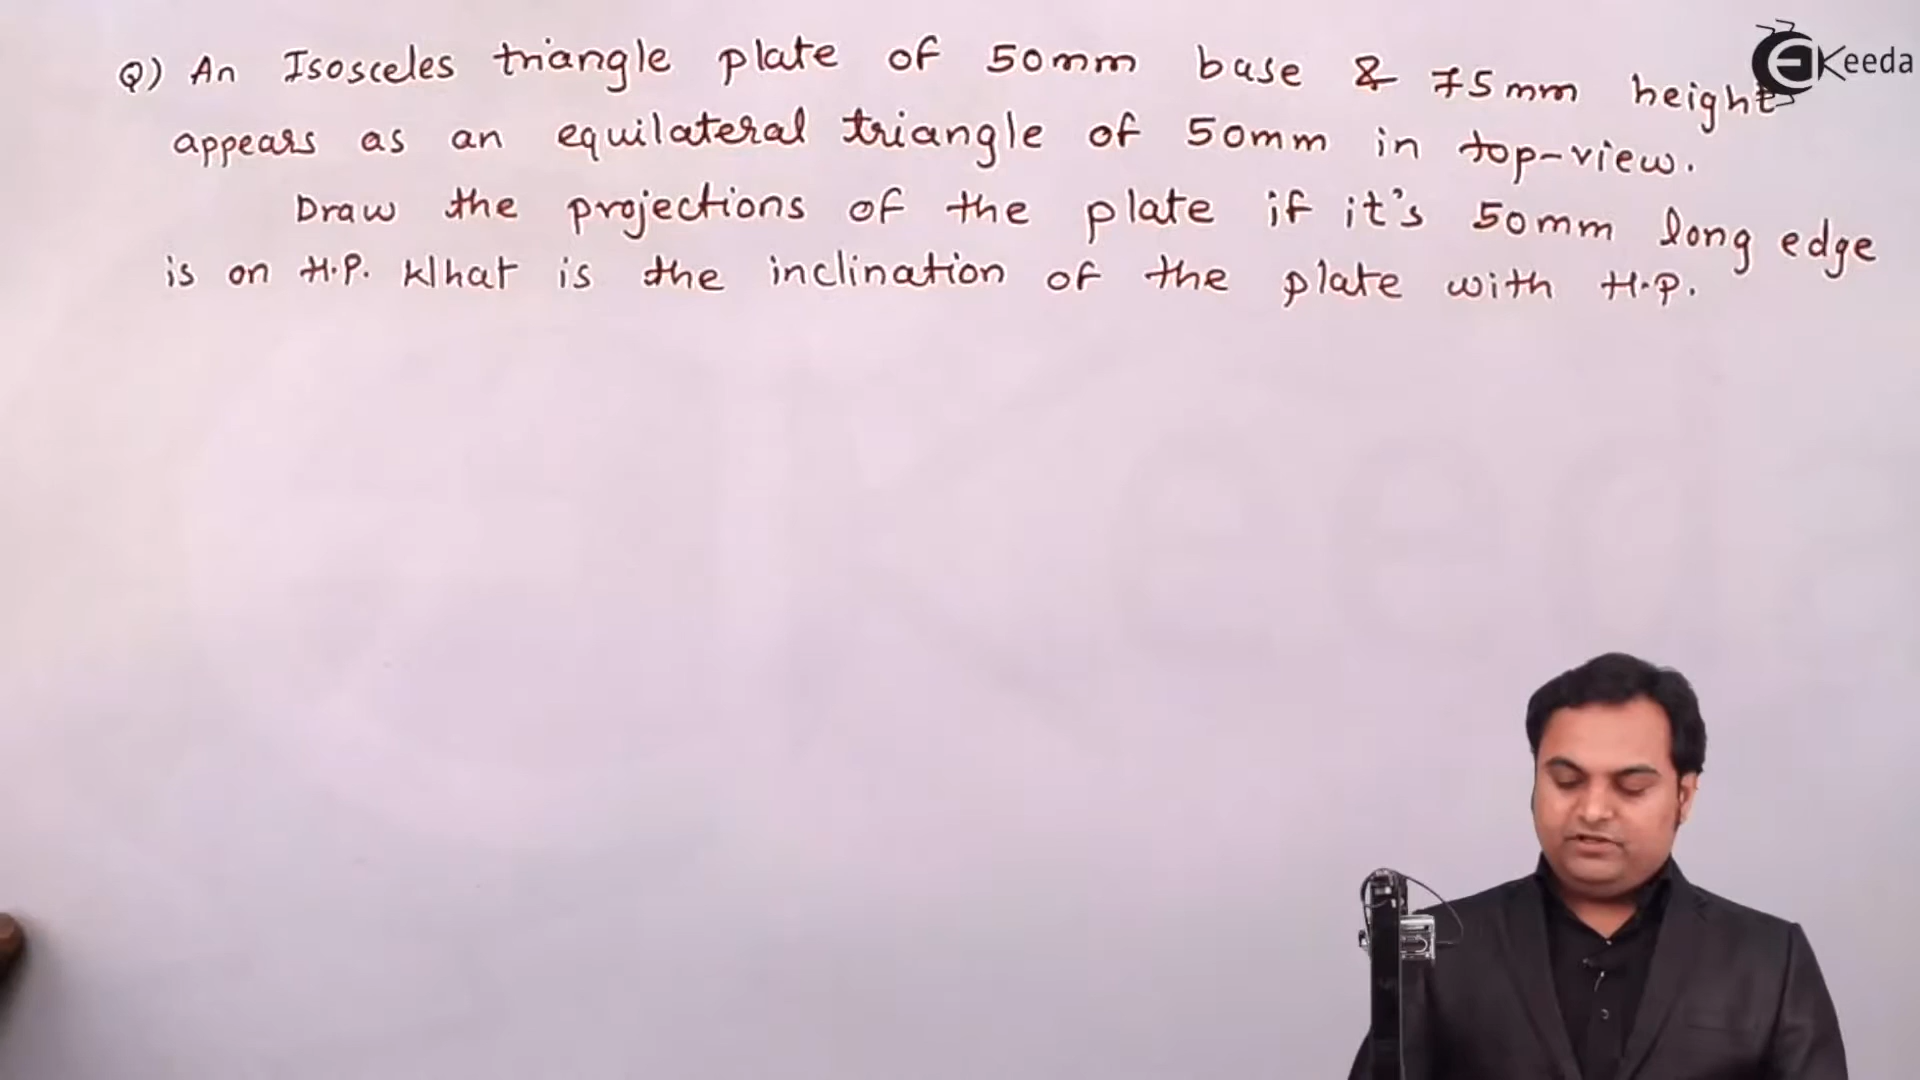 Q) An Isosceles triangle plate of 50mm base & 75mm height
appears as an equilateral triangle of 50mm in top-view.
Draw the projections of the plate if it's 50mm long edge
is on H.P. What is the inclination of the plate with H.P.
EKeeda